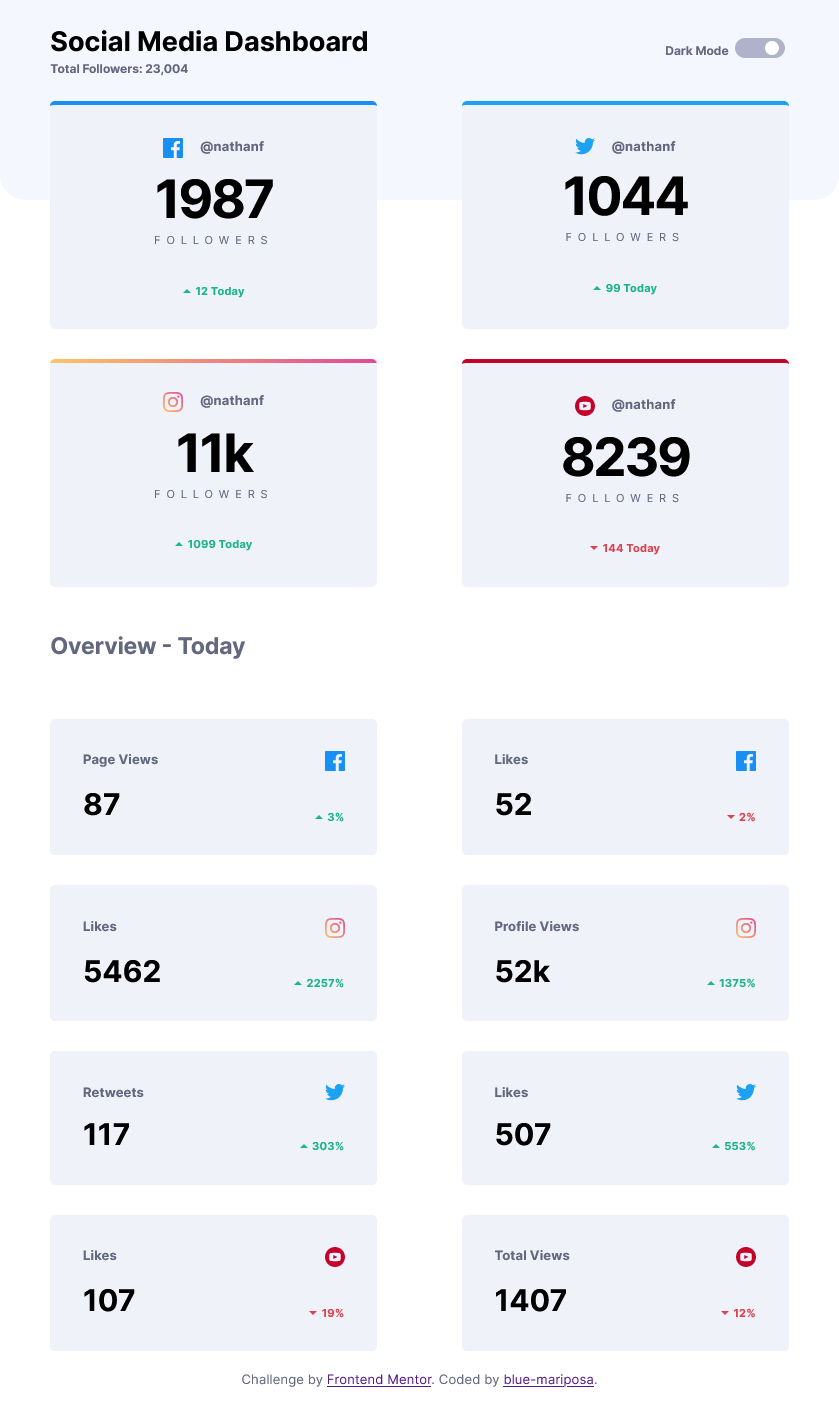 Social Media Dashboard
Total Followers: 23,004
Dark Mode
@nathanf
1987
FOLLOWERS
12 Today
@nathanf
1044
FOLLOWERS
99 Today
@nathanf
11k
FOLLOWERS
1099 Today
@nathanf
8239
FOLLOWERS
144 Today
Overview - Today
Page Views
87
3%
Likes
52
2%
Likes
5462
2257%
Profile Views
52k
1375%
Retweets
117
303%
Likes
507
553%
Likes
107
19%
Total Views
1407
12%
Challenge by Frontend Mentor. Coded by blue-mariposa.